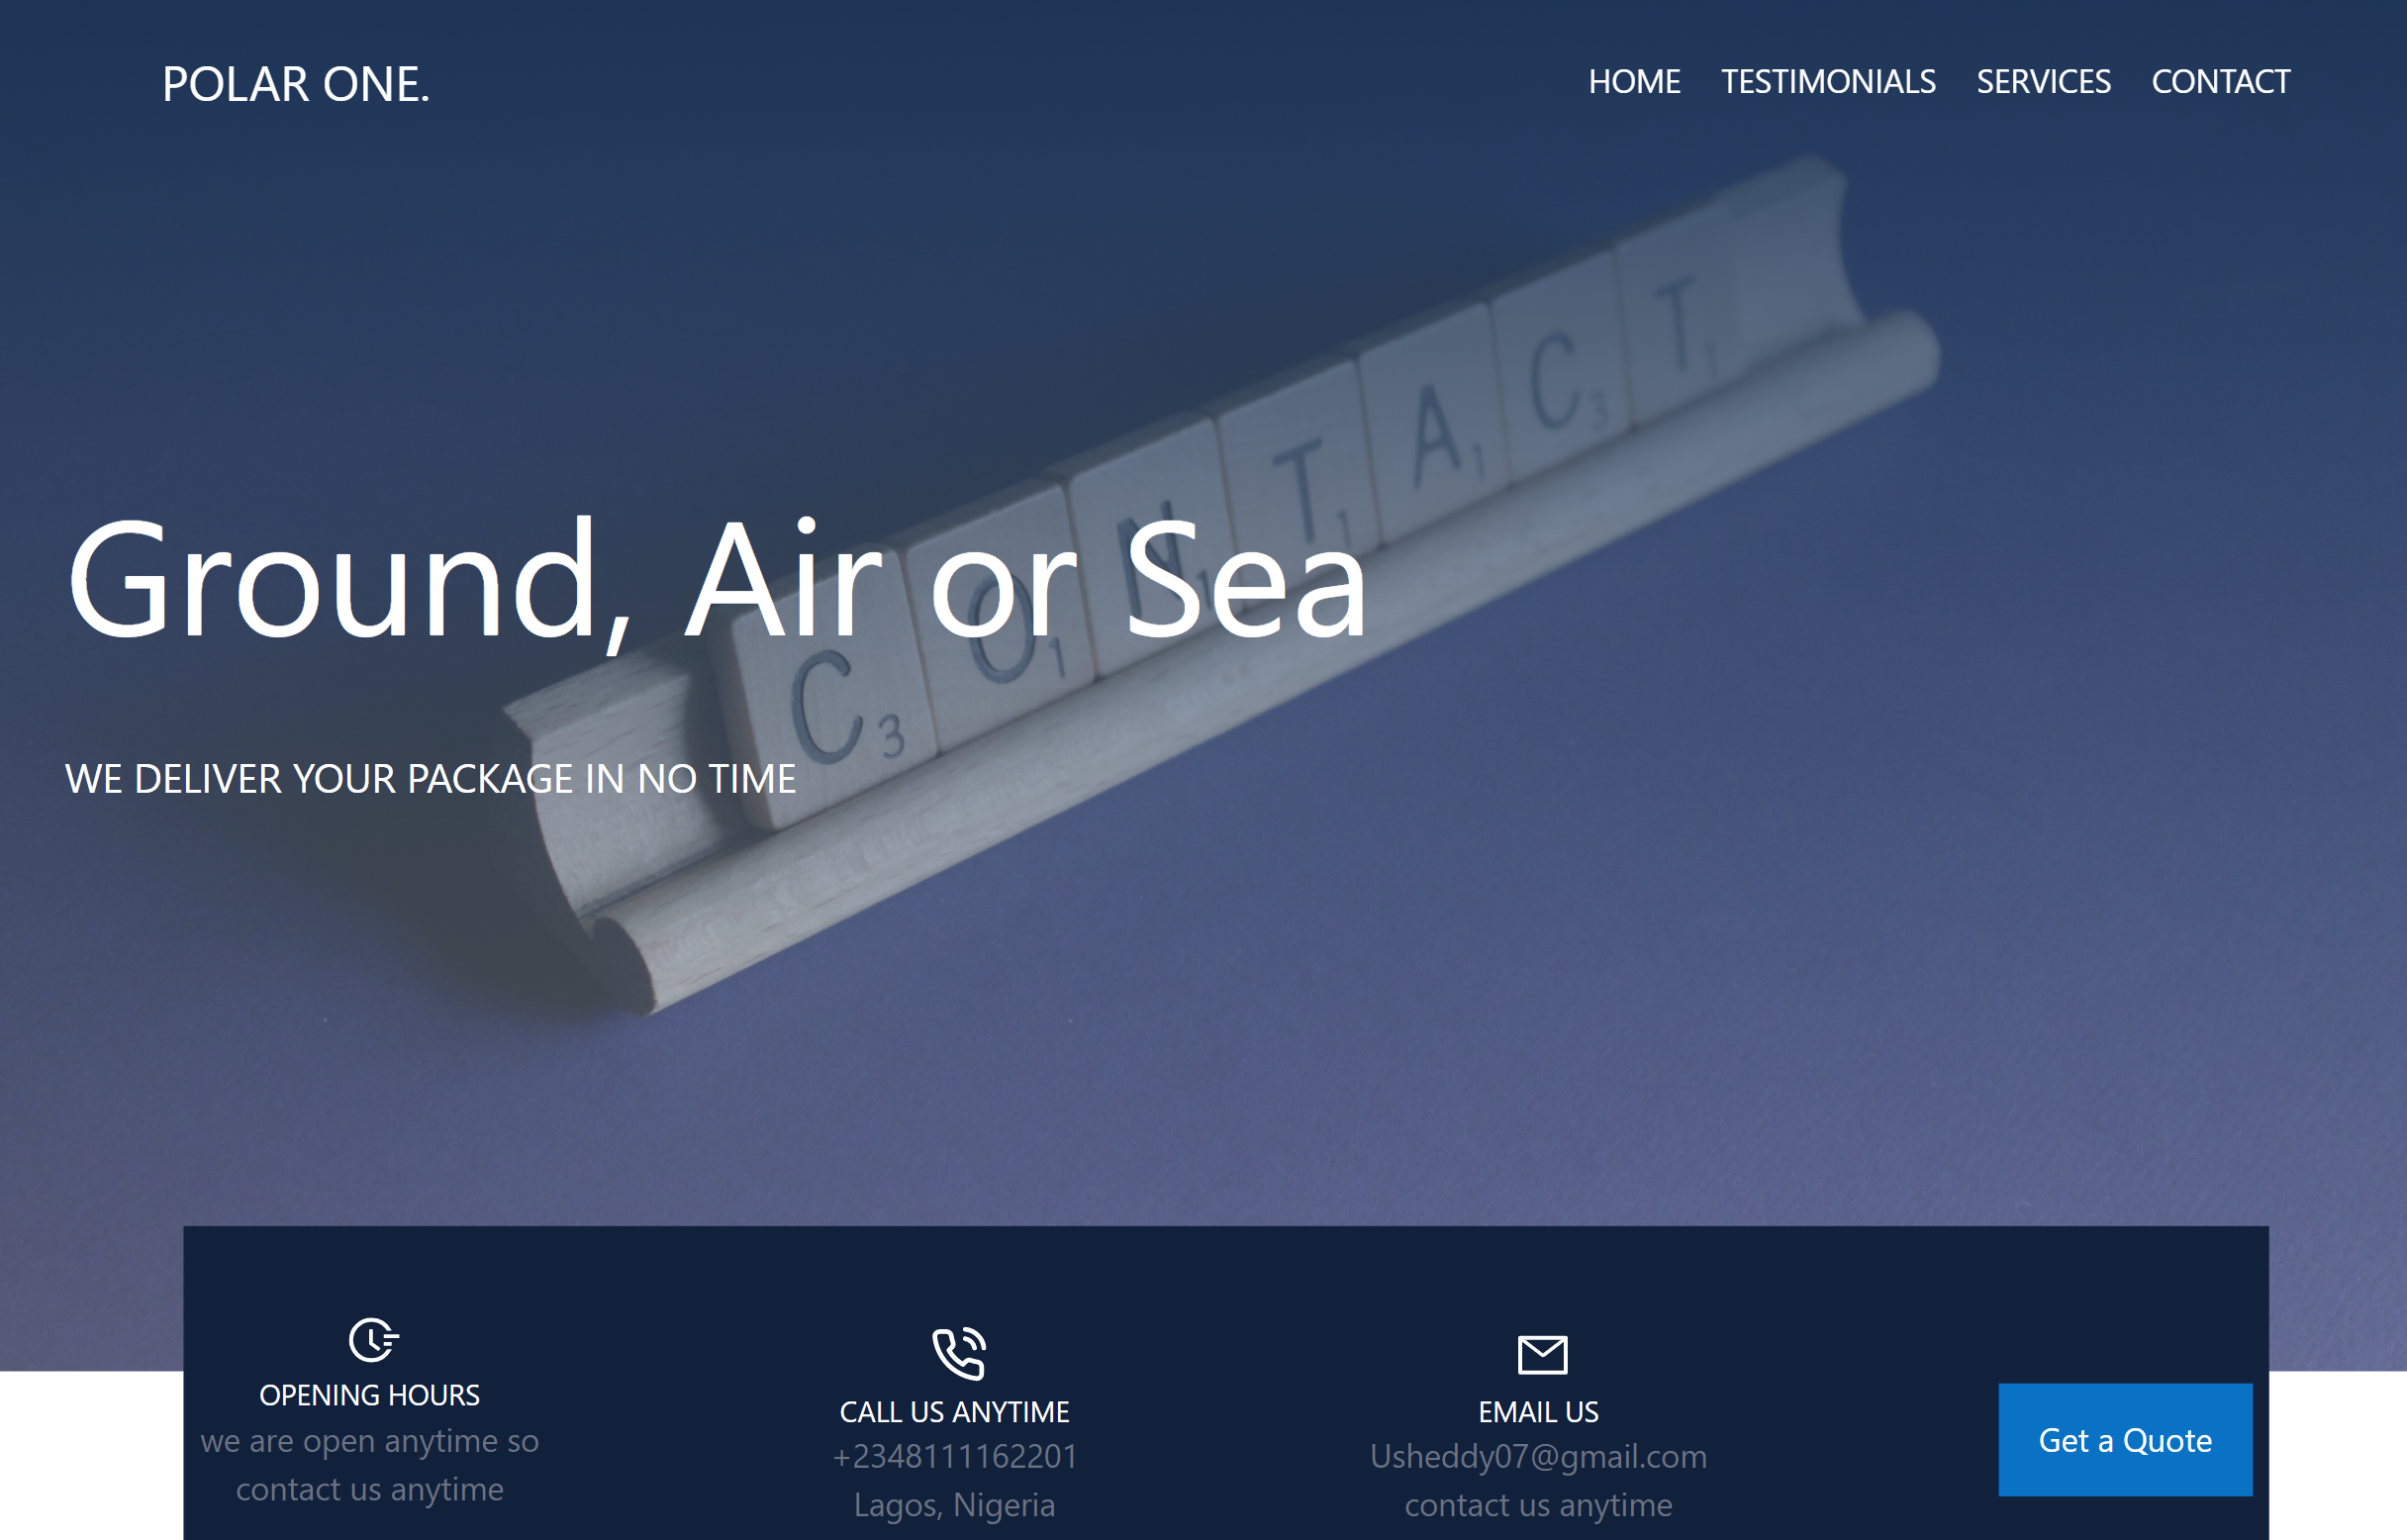 POLAR ONE.
HOME TESTIMONIALS SERVICES CONTACT
C3 O1 N1 T1 A1 C3 T1
Ground, Air or Sea
WE DELIVER YOUR PACKAGE IN NO TIME
OPENING HOURS
we are open anytime so
contact us anytime
CALL US ANYTIME
+2348111162201
Lagos, Nigeria
EMAIL US
Usheddy07@gmail.com
contact us anytime
Get a Quote